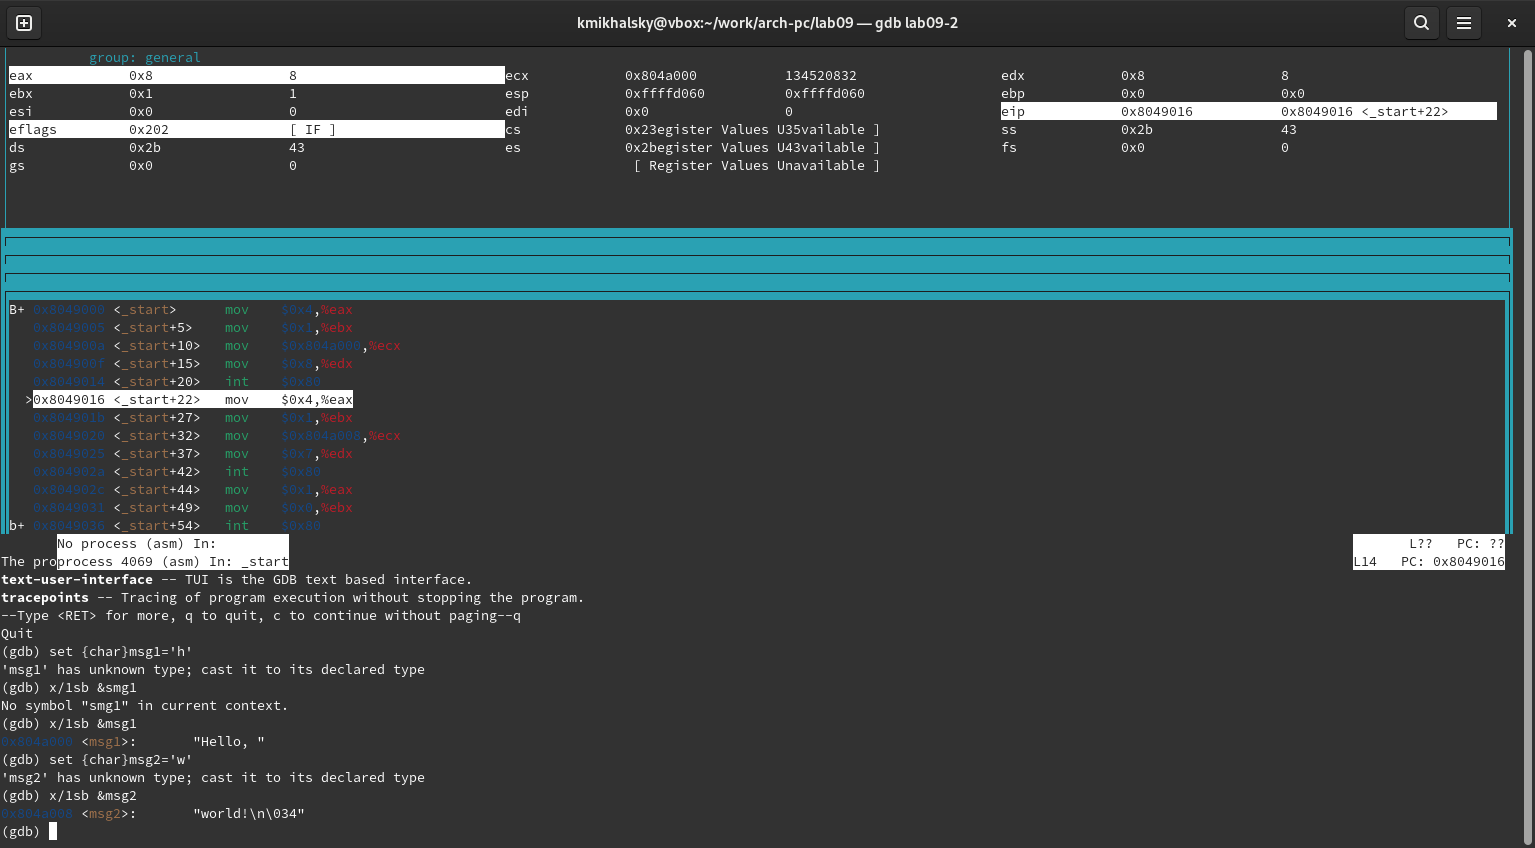 kmikhalsky@vbox:~/work/arch-pc/lab09 — gdb lab09-2
group: general
eax 0x8 8 ecx 0x804a000 134520832 edx 0x8 8
ebx 0x1 1 esp 0xffffd060 0xffffd060 ebp 0x0 0x0
esi 0x0 0 edi 0x0 0 eip 0x8049016 0x8049016 <_start+22>
eflags 0x202 [ IF ] cs 0x23egister Values U35vailable ] ss 0x2b 43
ds 0x2b 43 es 0x2begister Values U43vailable ] fs 0x0 0
gs 0x0 0 [ Register Values Unavailable ]
B+ 0x8049000 <_start> mov $0x4,%eax
0x8049005 <_start+5> mov $0x1,%ebx
0x804900a <_start+10> mov $0x804a000,%ecx
0x804900f <_start+15> mov $0x8,%edx
0x8049014 <_start+20> int $0x80
>0x8049016 <_start+22> mov $0x4,%eax
0x804901b <_start+27> mov $0x1,%ebx
0x8049020 <_start+32> mov $0x804a008,%ecx
0x8049025 <_start+37> mov $0x7,%edx
0x804902a <_start+42> int $0x80
0x804902c <_start+44> mov $0x1,%eax
0x8049031 <_start+49> mov $0x0,%ebx
b+ 0x8049036 <_start+54> int $0x80
No process (asm) In: L?? PC: ??
The proprocess 4069 (asm) In: _start L14 PC: 0x8049016
text-user-interface -- TUI is the GDB text based interface.
tracepoints -- Tracing of program execution without stopping the program.
--Type <RET> for more, q to quit, c to continue without paging--q
Quit
(gdb) set {char}msg1='h'
'msg1' has unknown type; cast it to its declared type
(gdb) x/1sb &smg1
No symbol "smg1" in current context.
(gdb) x/1sb &msg1
0x804a000 <msg1>: "Hello, "
(gdb) set {char}msg2='w'
'msg2' has unknown type; cast it to its declared type
(gdb) x/1sb &msg2
0x804a008 <msg2>: "world!\n\034"
(gdb)